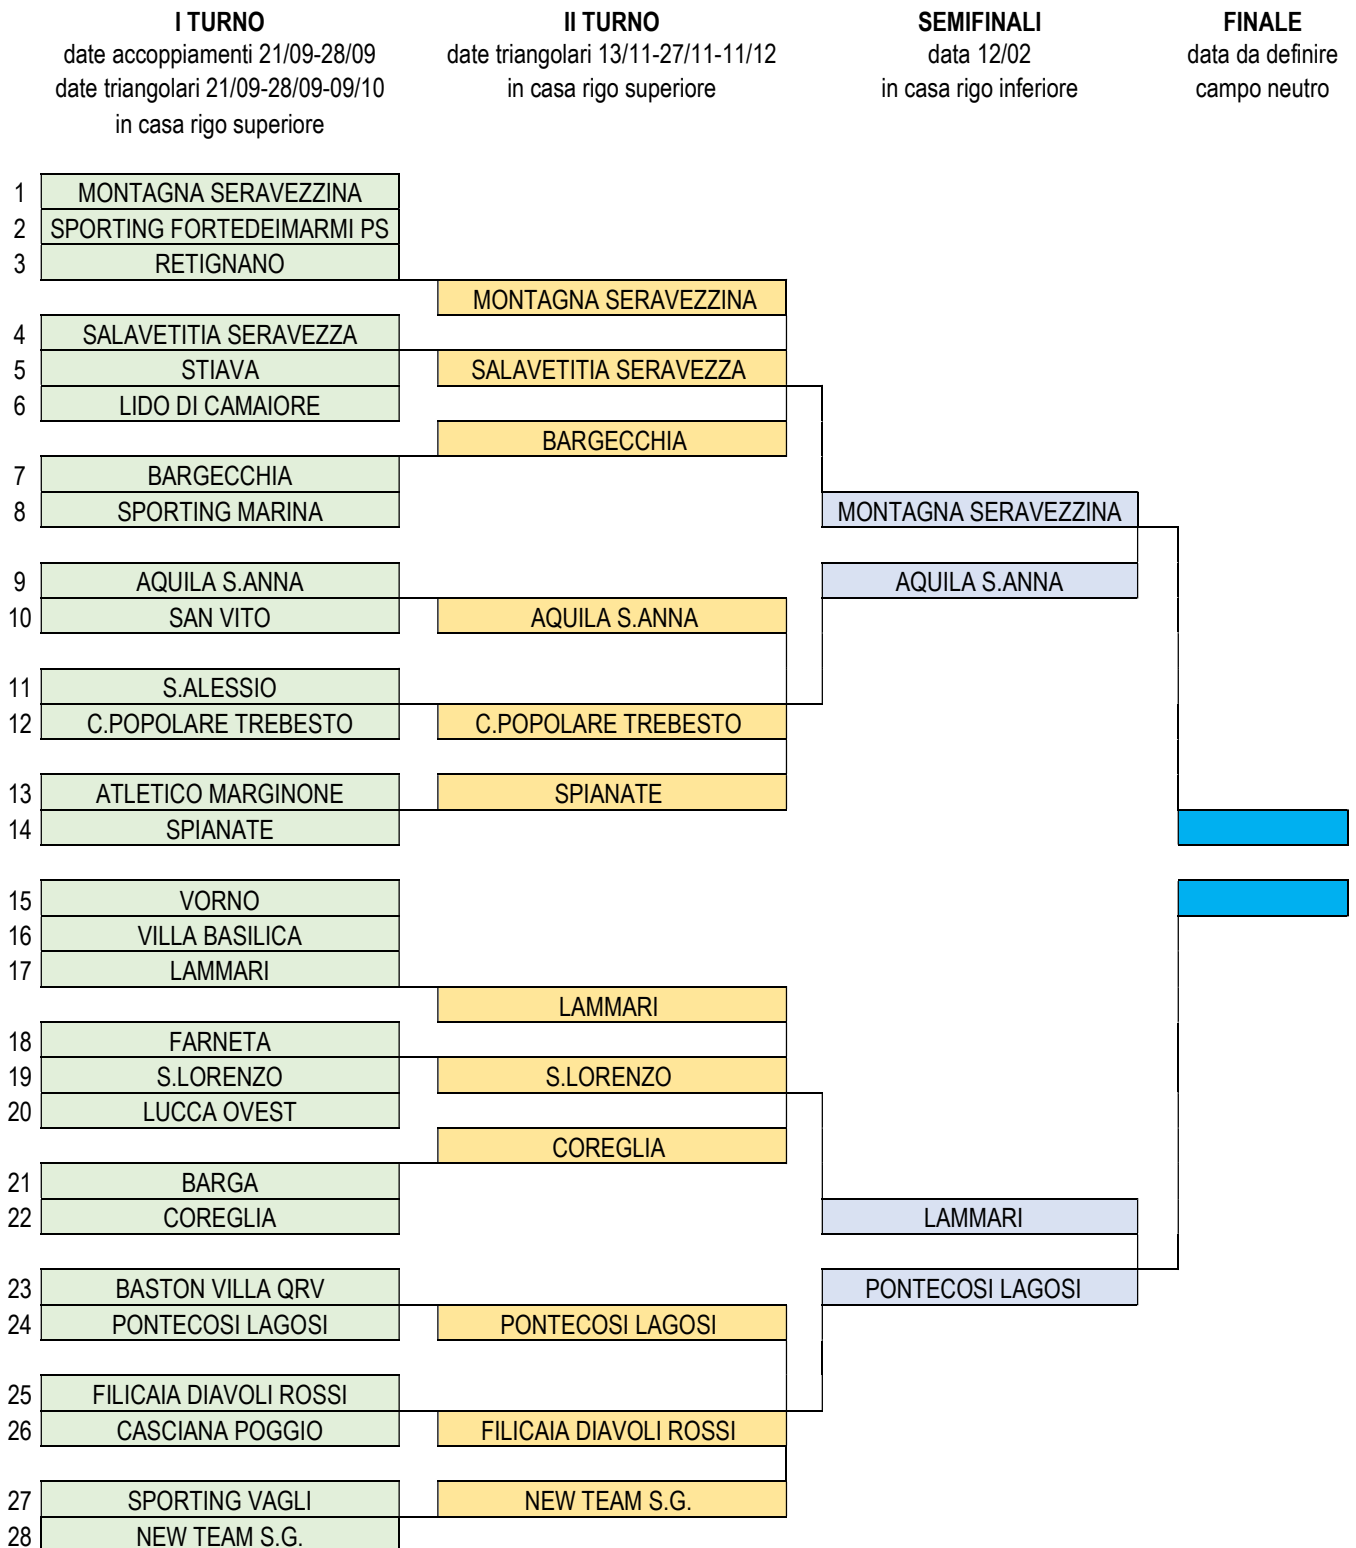 I TURNO
date accoppiamenti 21/09-28/09
date triangolari 21/09-28/09-09/10
in casa rigo superiore
II TURNO
date triangolari 13/11-27/11-11/12
in casa rigo superiore
SEMIFINALI
data 12/02
in casa rigo inferiore
FINALE
data da definire
campo neutro
1 MONTAGNA SERAVEZZINA
2 SPORTING FORTEDEIMARMI PS
3 RETIGNANO
4 SALAVETITIA SERAVEZZA
5 STIAVA
6 LIDO DI CAMAIORE
7 BARGECCHIA
8 SPORTING MARINA
9 AQUILA S.ANNA
10 SAN VITO
11 S.ALESSIO
12 C.POPOLARE TREBESTO
13 ATLETICO MARGINONE
14 SPIANATE
15 VORNO
16 VILLA BASILICA
17 LAMMARI
18 FARNETA
19 S.LORENZO
20 LUCCA OVEST
21 BARGA
22 COREGLIA
23 BASTON VILLA QRV
24 PONTECOSI LAGOSI
25 FILICAIA DIAVOLI ROSSI
26 CASCIANA POGGIO
27 SPORTING VAGLI
28 NEW TEAM S.G.
MONTAGNA SERAVEZZINA
SALAVETITIA SERAVEZZA
BARGECCHIA
AQUILA S.ANNA
C.POPOLARE TREBESTO
SPIANATE
LAMMARI
S.LORENZO
COREGLIA
PONTECOSI LAGOSI
FILICAIA DIAVOLI ROSSI
NEW TEAM S.G.
MONTAGNA SERAVEZZINA
AQUILA S.ANNA
LAMMARI
PONTECOSI LAGOSI